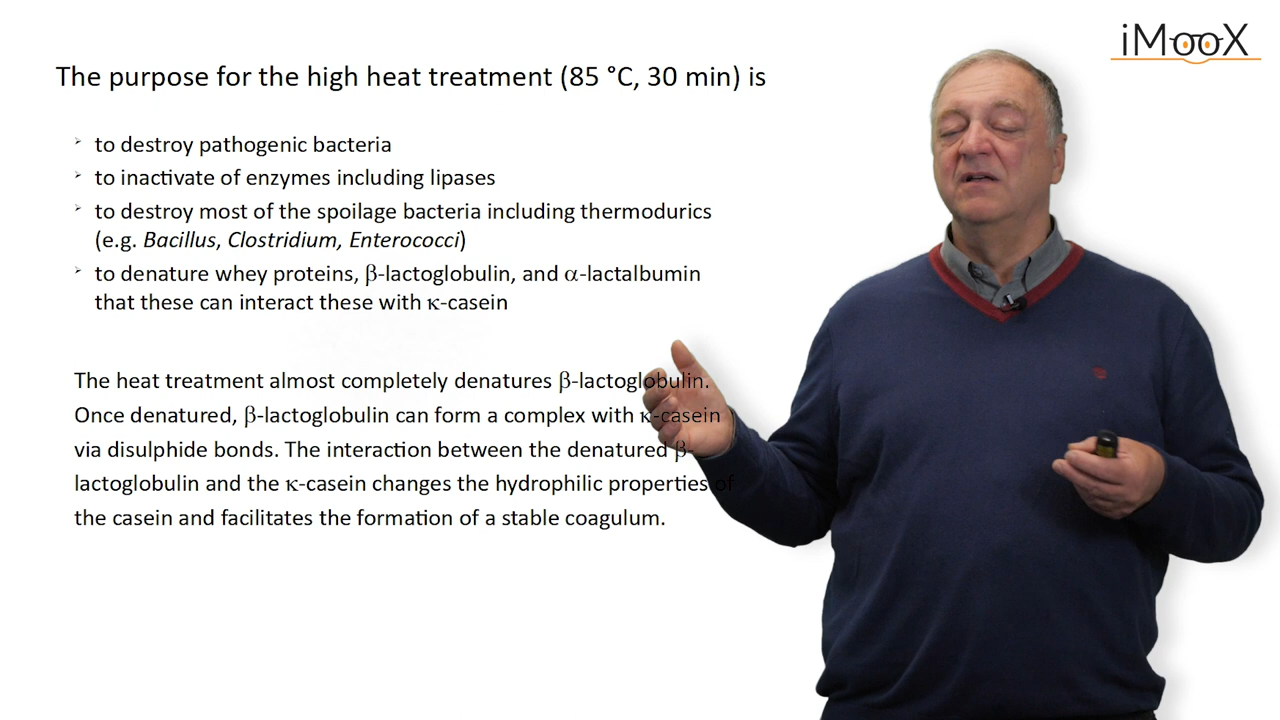 iMooX
The purpose for the high heat treatment (85 °C, 30 min) is
to destroy pathogenic bacteria
to inactivate of enzymes including lipases
to destroy most of the spoilage bacteria including thermodurics
(e.g. Bacillus, Clostridium, Enterococci)
to denature whey proteins, β-lactoglobulin, and α-lactalbumin
that these can interact these with κ-casein
The heat treatment almost completely denatures β-lactoglobulin.
Once denatured, β-lactoglobulin can form a complex with κ-casein
via disulphide bonds. The interaction between the denatured β-
lactoglobulin and the κ-casein changes the hydrophilic properties of
the casein and facilitates the formation of a stable coagulum.